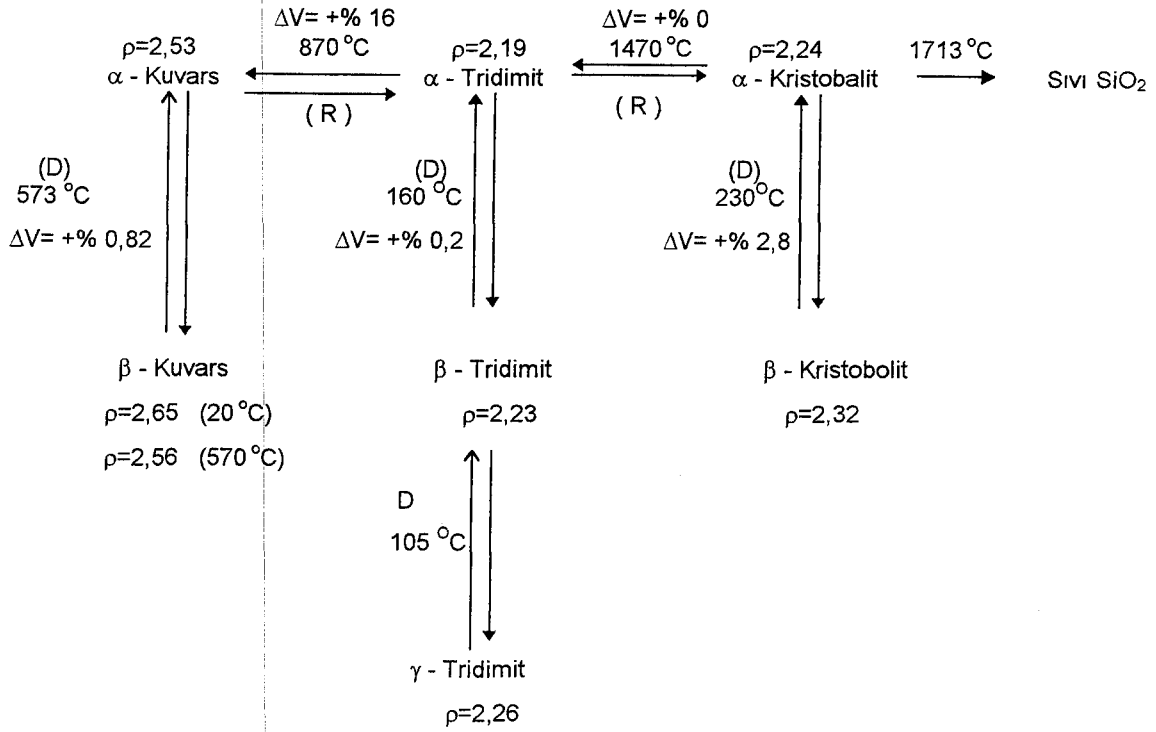 ΔV= +% 16
ΔV= +% 0
ρ=2,53
870 °C
ρ=2,19
1470 °C
ρ=2,24
1713 °C
α - Kuvars
α - Tridimit
α - Kristobalit
Sıvı SiO₂
( R )
( R )
(D)
573 °C
ΔV= +% 0,82
(D)
160 °C
ΔV= +% 0,2
(D)
230°C
ΔV= +% 2,8
β - Kuvars
β - Tridimit
β - Kristobolit
ρ=2,65 (20 °C)
ρ=2,23
ρ=2,32
ρ=2,56 (570 °C)
D
105 °C
γ - Tridimit
ρ=2,26